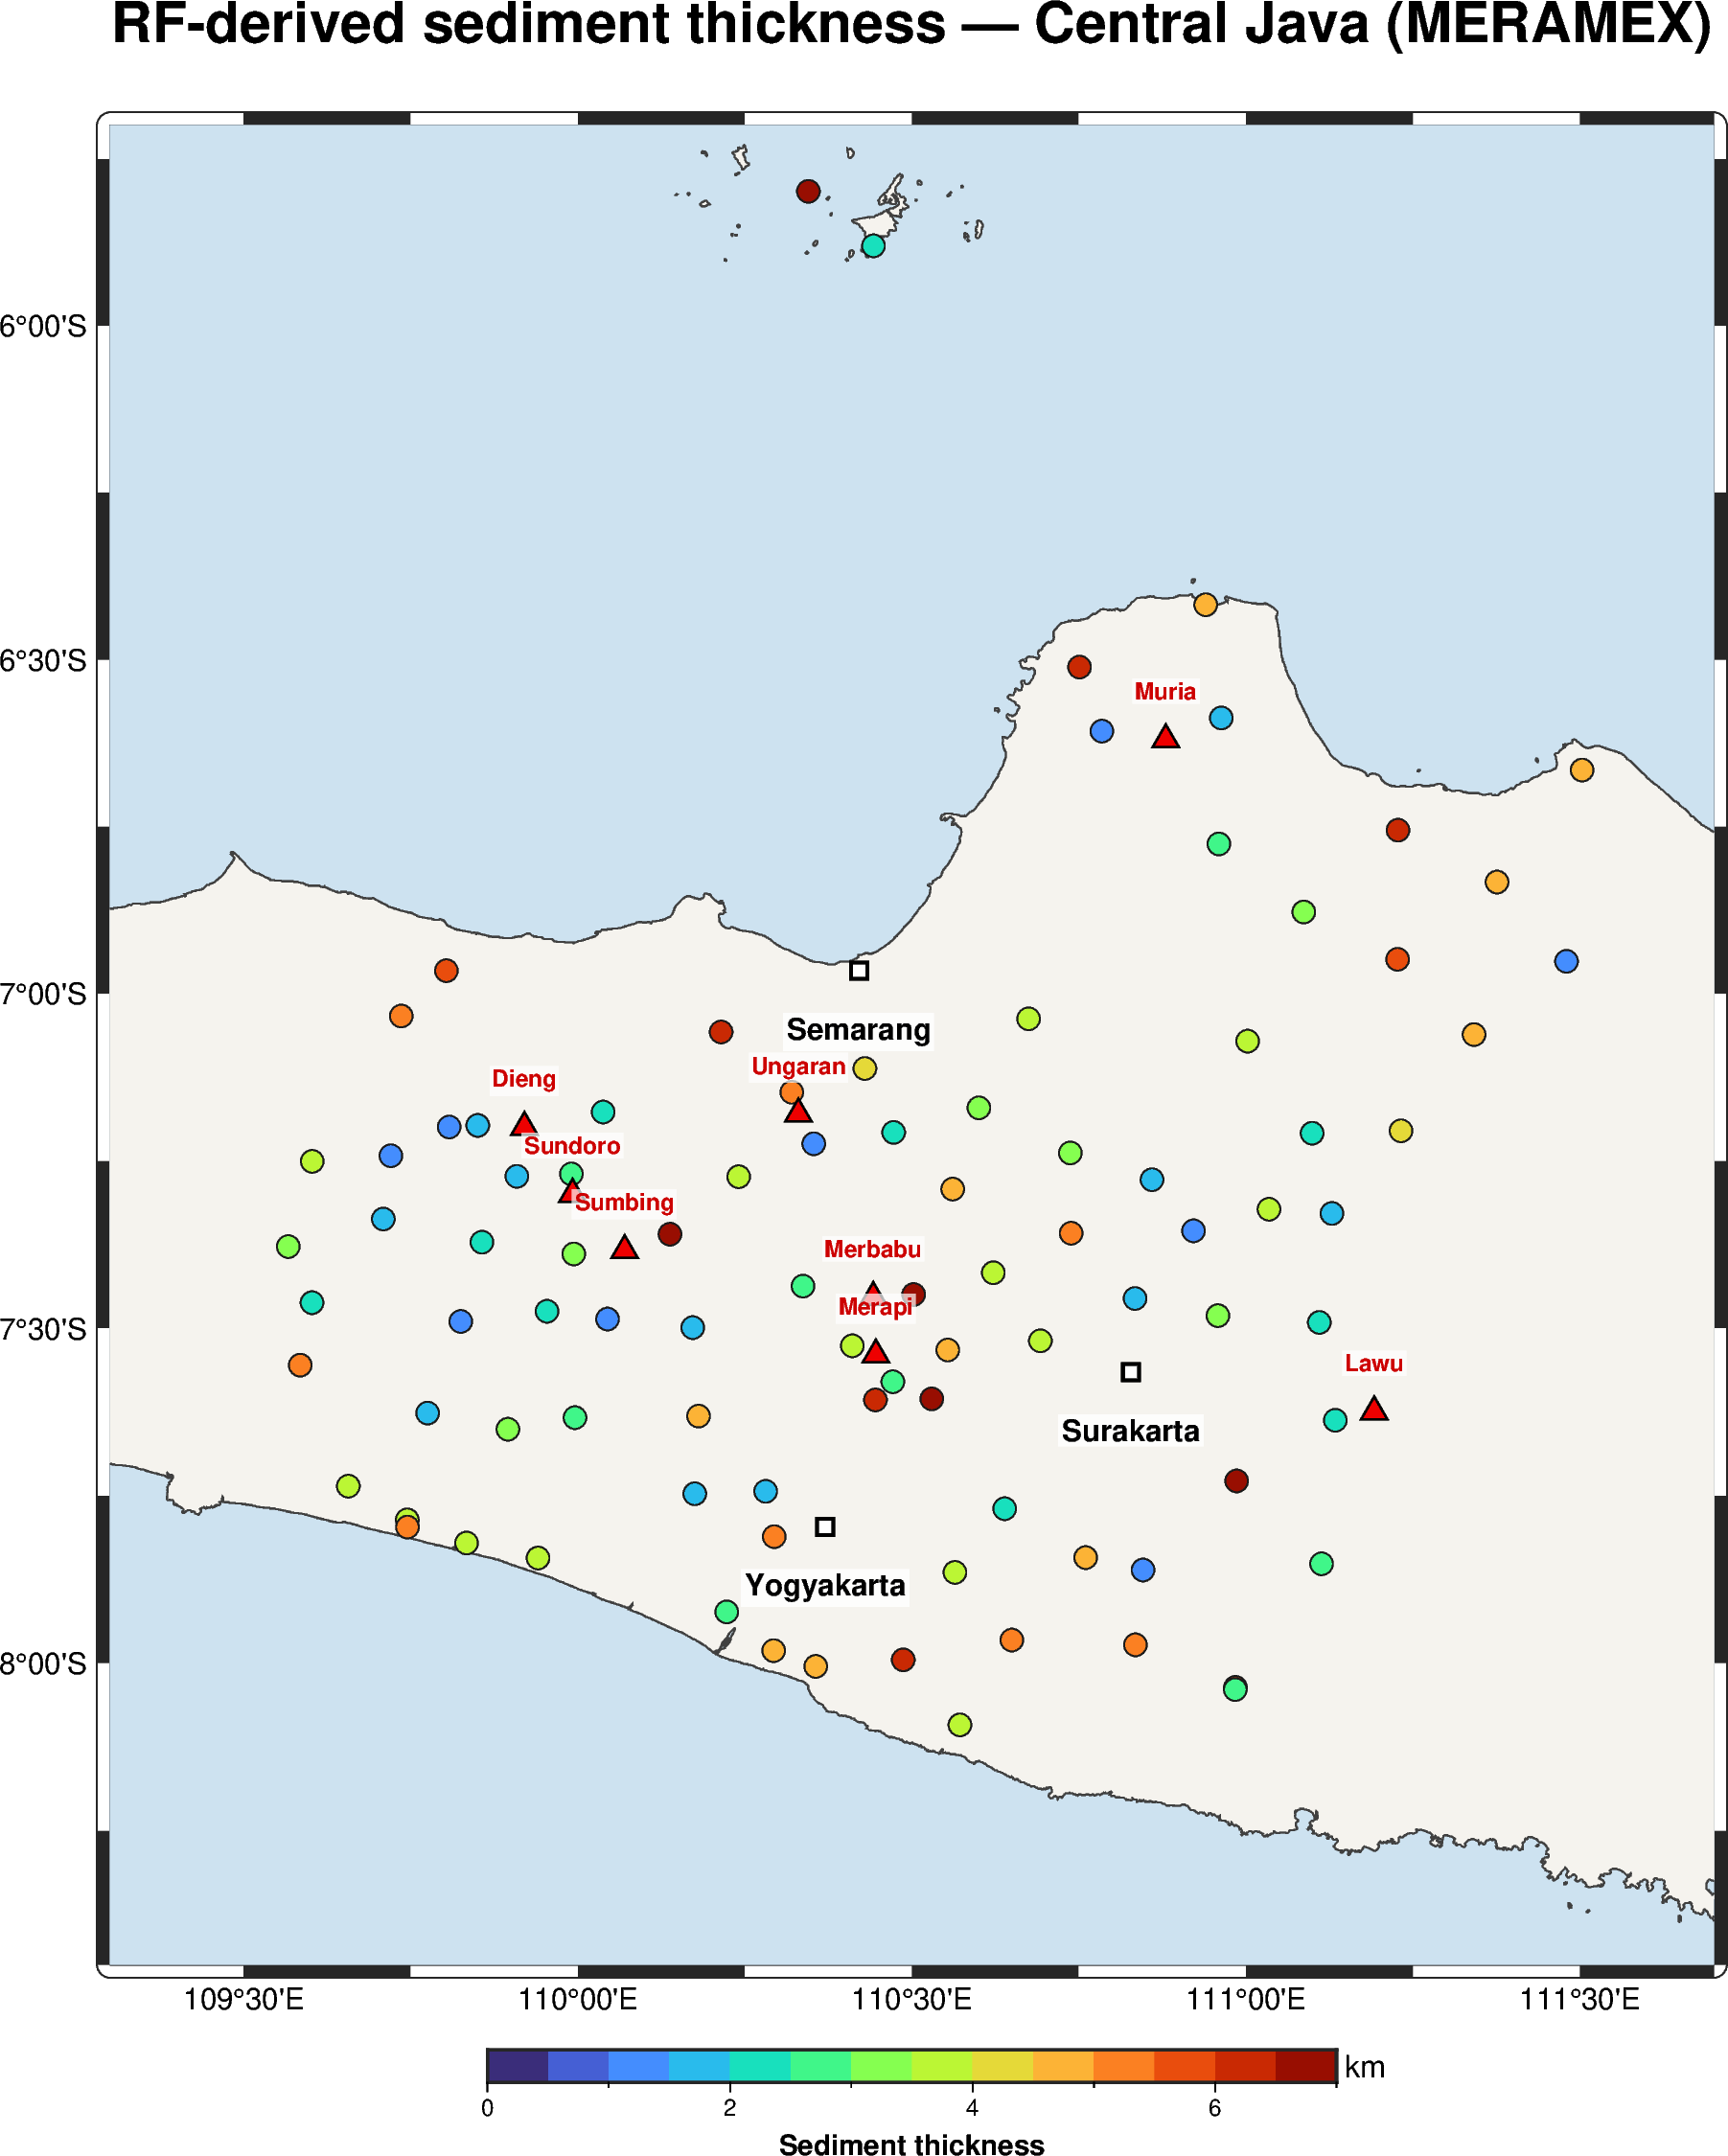 RF-derived sediment thickness — Central Java (MERAMEX)
6°00'S
6°30'S
Muria
7°00'S
Semarang
Ungaran
Dieng
Sundoro
Sumbing
Merbabu
Merapi
7°30'S
Lawu
Surakarta
Yogyakarta
8°00'S
109°30'E 110°00'E 110°30'E 111°00'E 111°30'E
km
0 2 4 6
Sediment thickness